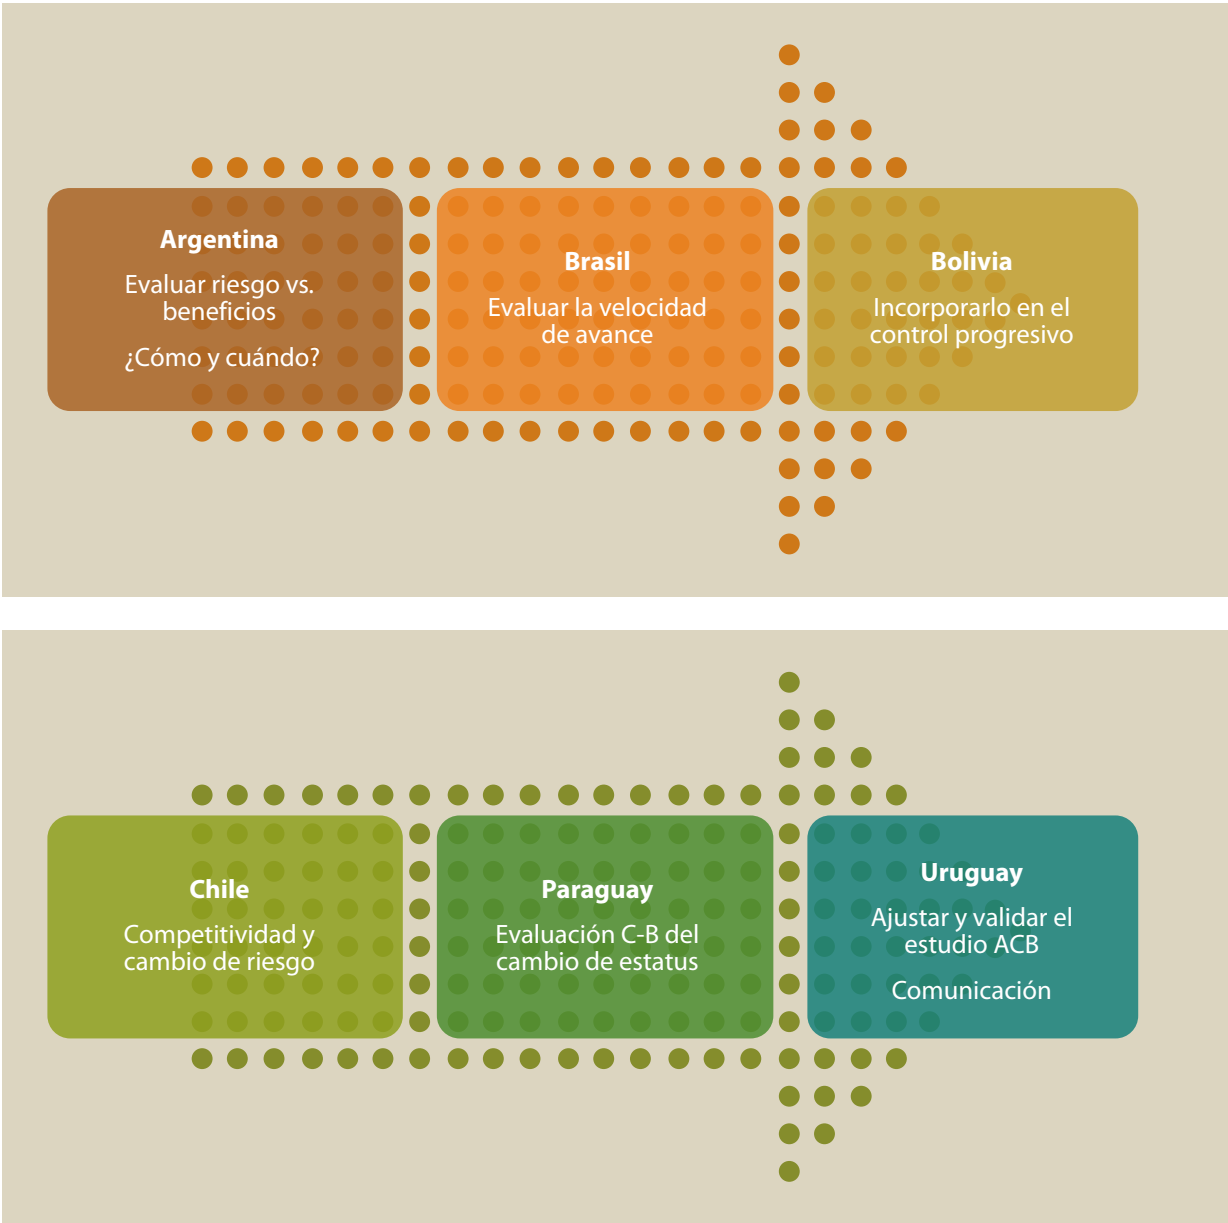 Argentina
Evaluar riesgo vs.
beneficios
¿Cómo y cuándo?
Brasil
Evaluar la velocidad
de avance
Bolivia
Incorporarlo en el
control progresivo
Chile
Competitividad y
cambio de riesgo
Paraguay
Evaluación C-B del
cambio de estatus
Uruguay
Ajustar y validar el
estudio ACB
Comunicación